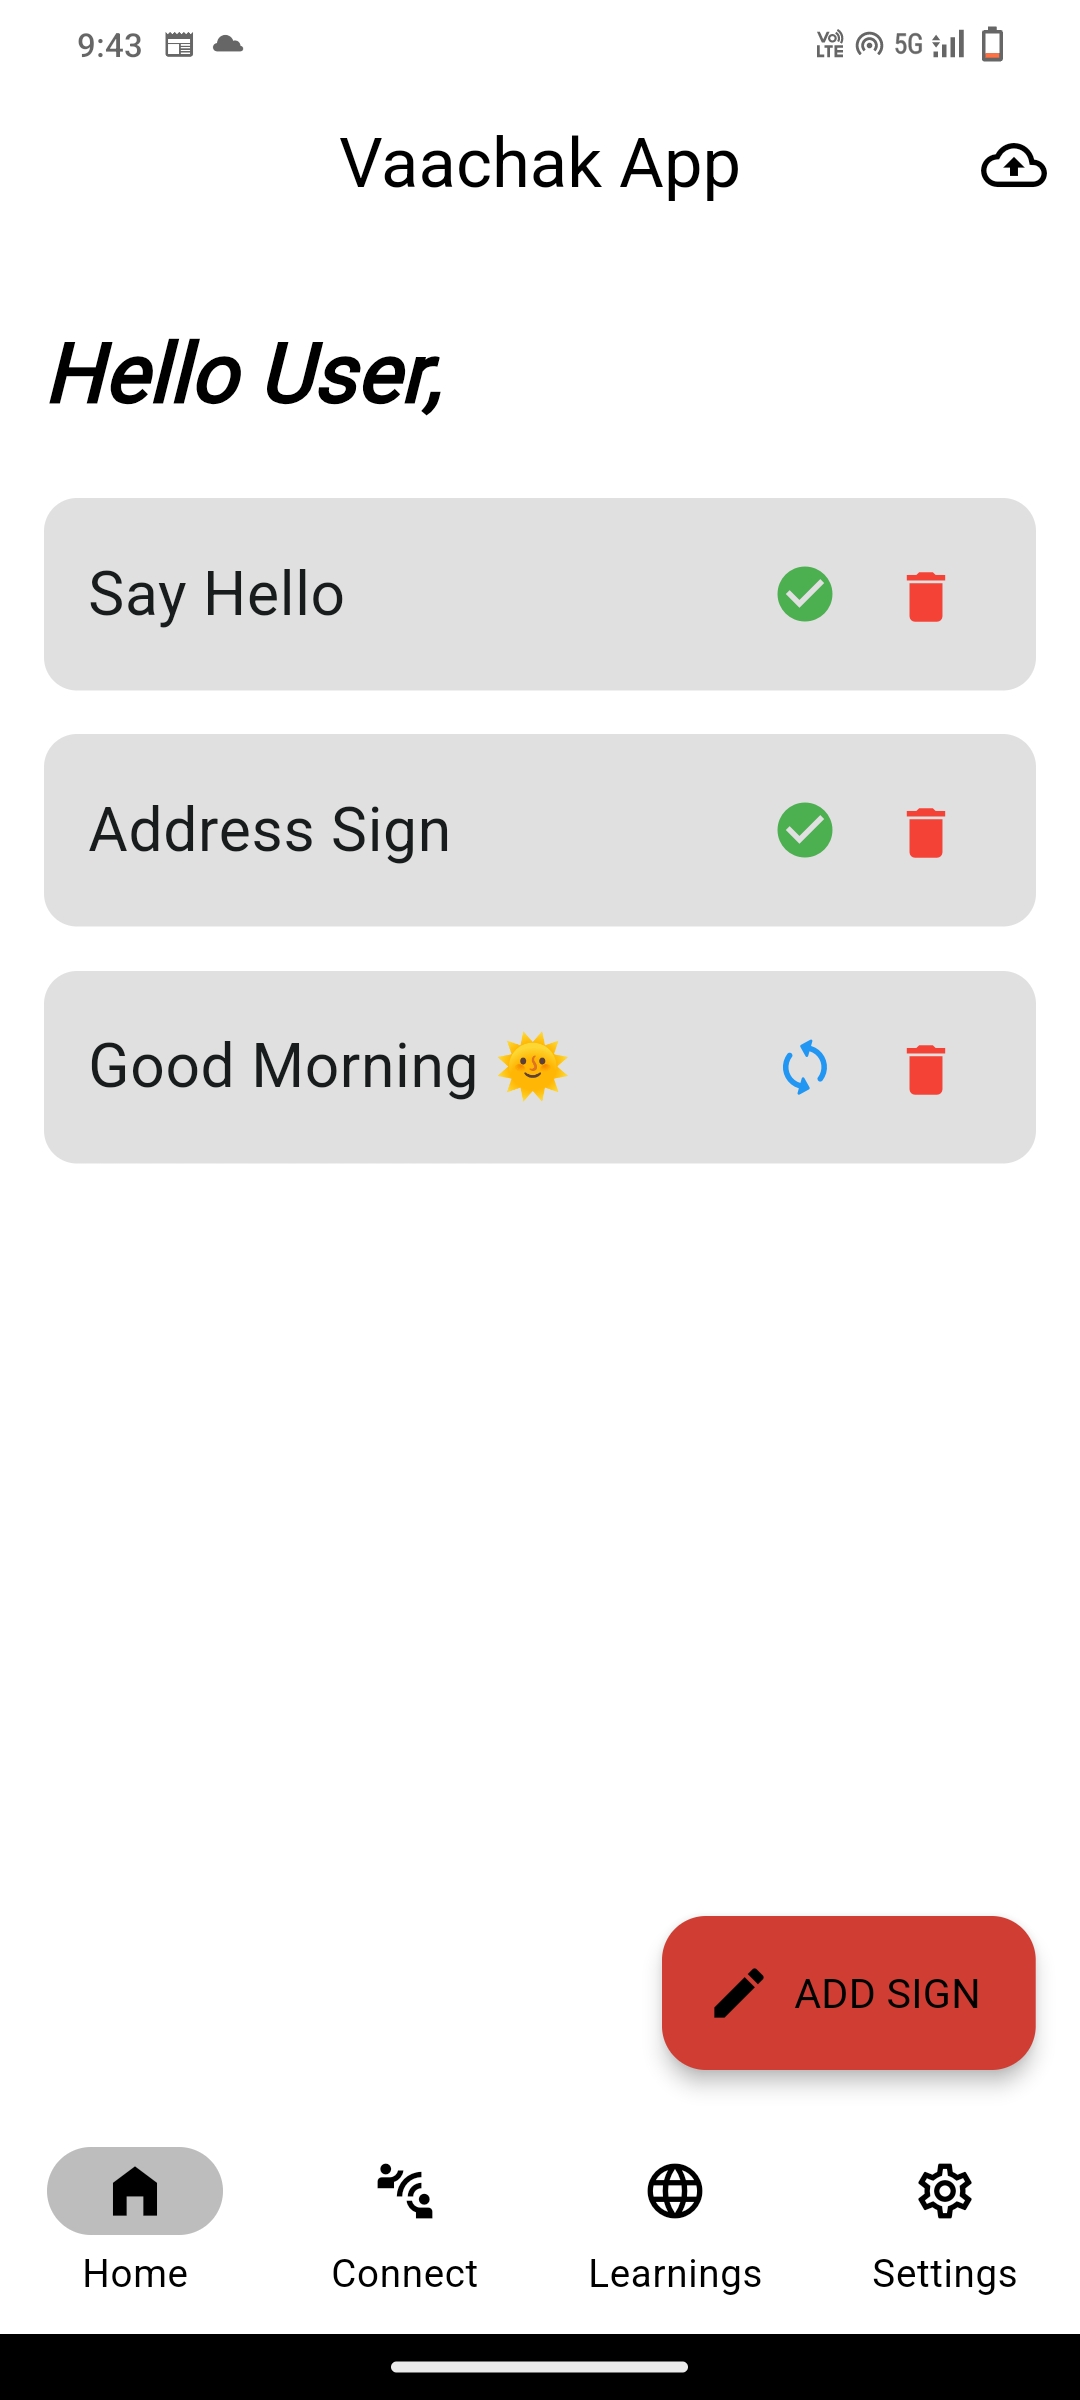 9:43
Vo LTE 5G
Vaachak App
Hello User,
Say Hello
Address Sign
Good Morning 🌞
ADD SIGN
Home Connect Learnings Settings